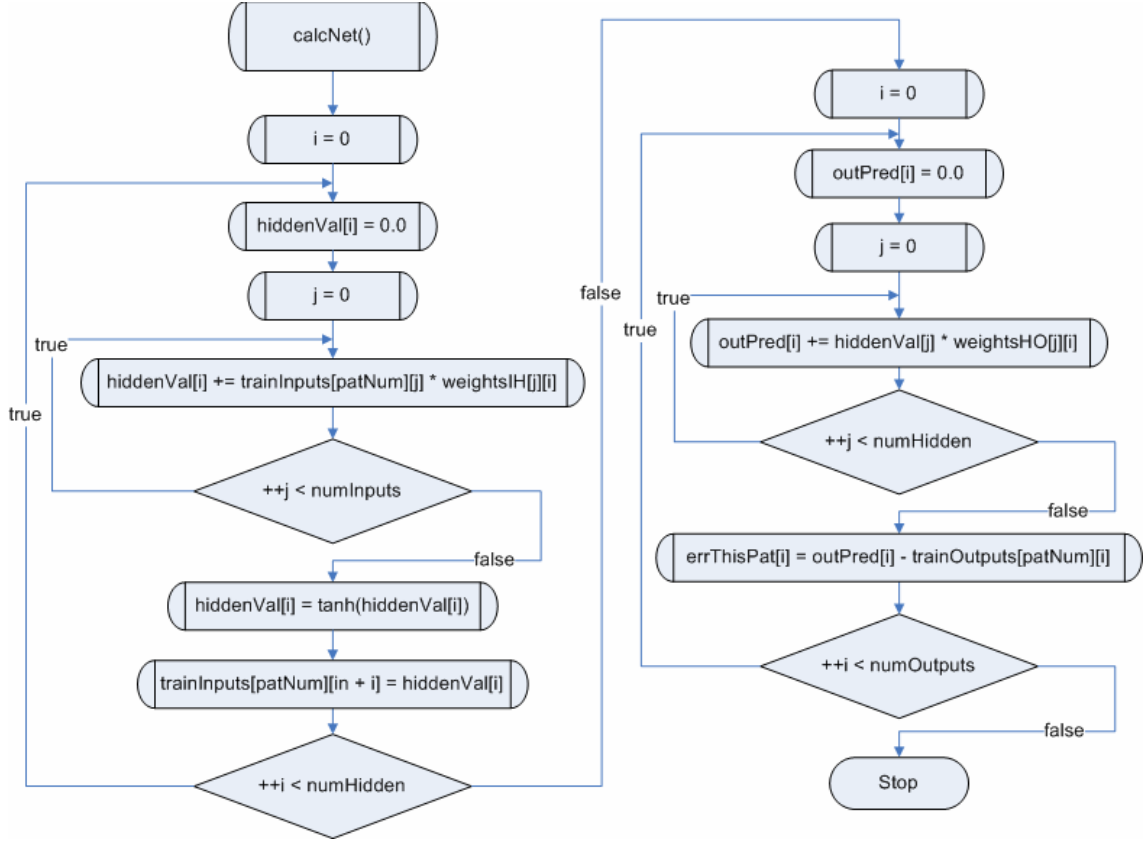 calcNet()
i = 0
hiddenVal[i] = 0.0
j = 0
true
hiddenVal[i] += trainInputs[patNum][j] * weightsIH[j][i]
true
++j < numInputs
false
hiddenVal[i] = tanh(hiddenVal[i])
trainInputs[patNum][in + i] = hiddenVal[i]
++i < numHidden
false
i = 0
outPred[i] = 0.0
j = 0
true
true
outPred[i] += hiddenVal[j] * weightsHO[j][i]
++j < numHidden
false
errThisPat[i] = outPred[i] - trainOutputs[patNum][i]
++i < numOutputs
false
Stop